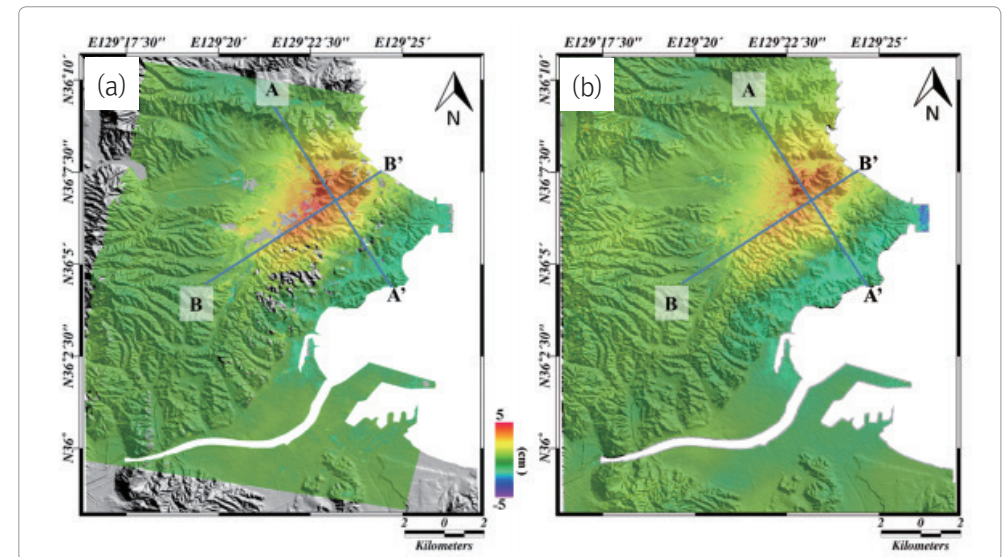 E129°17´30" E129°20´ E129°22´30" E129°25´
(a)
A
N
N36°10´
B'
N36°7´30"
N36°5´
B
A'
N36°2´30"
N36°
5
(cm)
-5
2 0 2
Kilometers
E129°17´30" E129°20´ E129°22´30" E129°25´
(b)
A
N
N36°10´
B'
N36°7´30"
N36°5´
B
A'
N36°2´30"
N36°
2 0 2
Kilometers